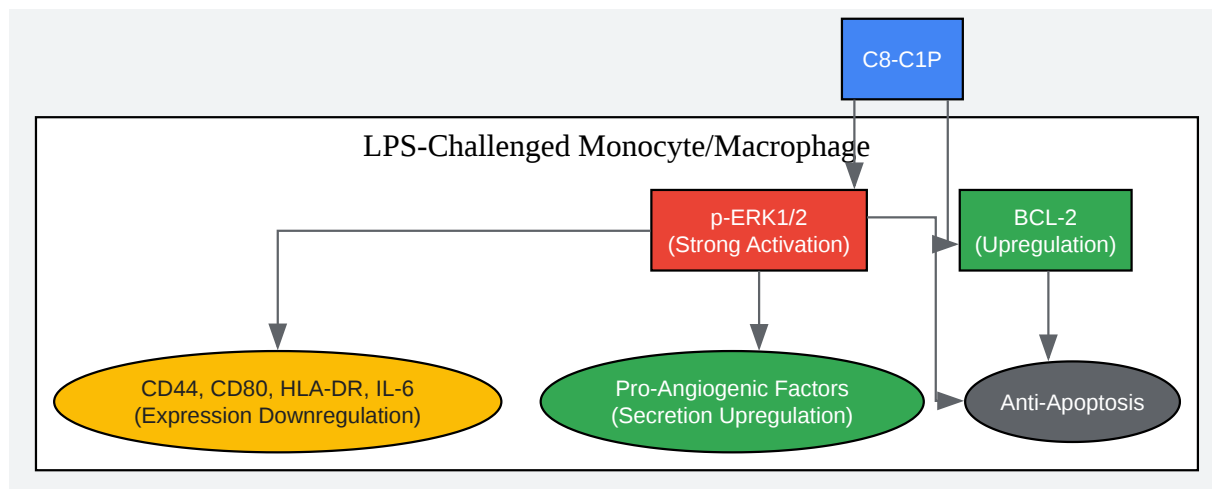 C8-C1P
LPS-Challenged Monocyte/Macrophage
p-ERK1/2
(Strong Activation)
BCL-2
(Upregulation)
CD44, CD80, HLA-DR, IL-6
(Expression Downregulation)
Pro-Angiogenic Factors
(Secretion Upregulation)
Anti-Apoptosis